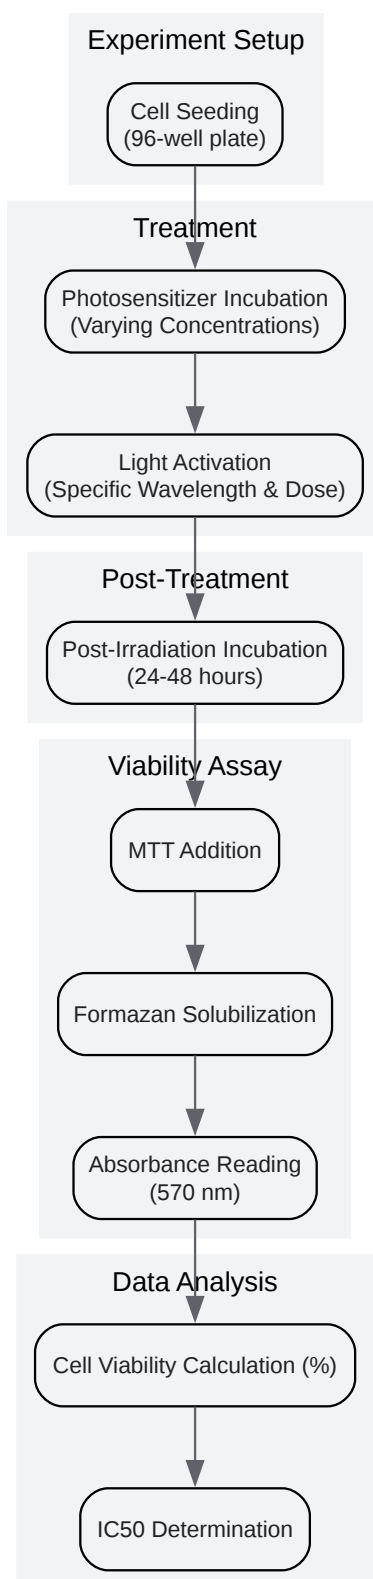 Experiment Setup
Cell Seeding
(96-well plate)
Treatment
Photosensitizer Incubation
(Varying Concentrations)
Light Activation
(Specific Wavelength & Dose)
Post-Treatment
Post-Irradiation Incubation
(24-48 hours)
Viability Assay
MTT Addition
Formazan Solubilization
Absorbance Reading
(570 nm)
Data Analysis
Cell Viability Calculation (%)
IC50 Determination